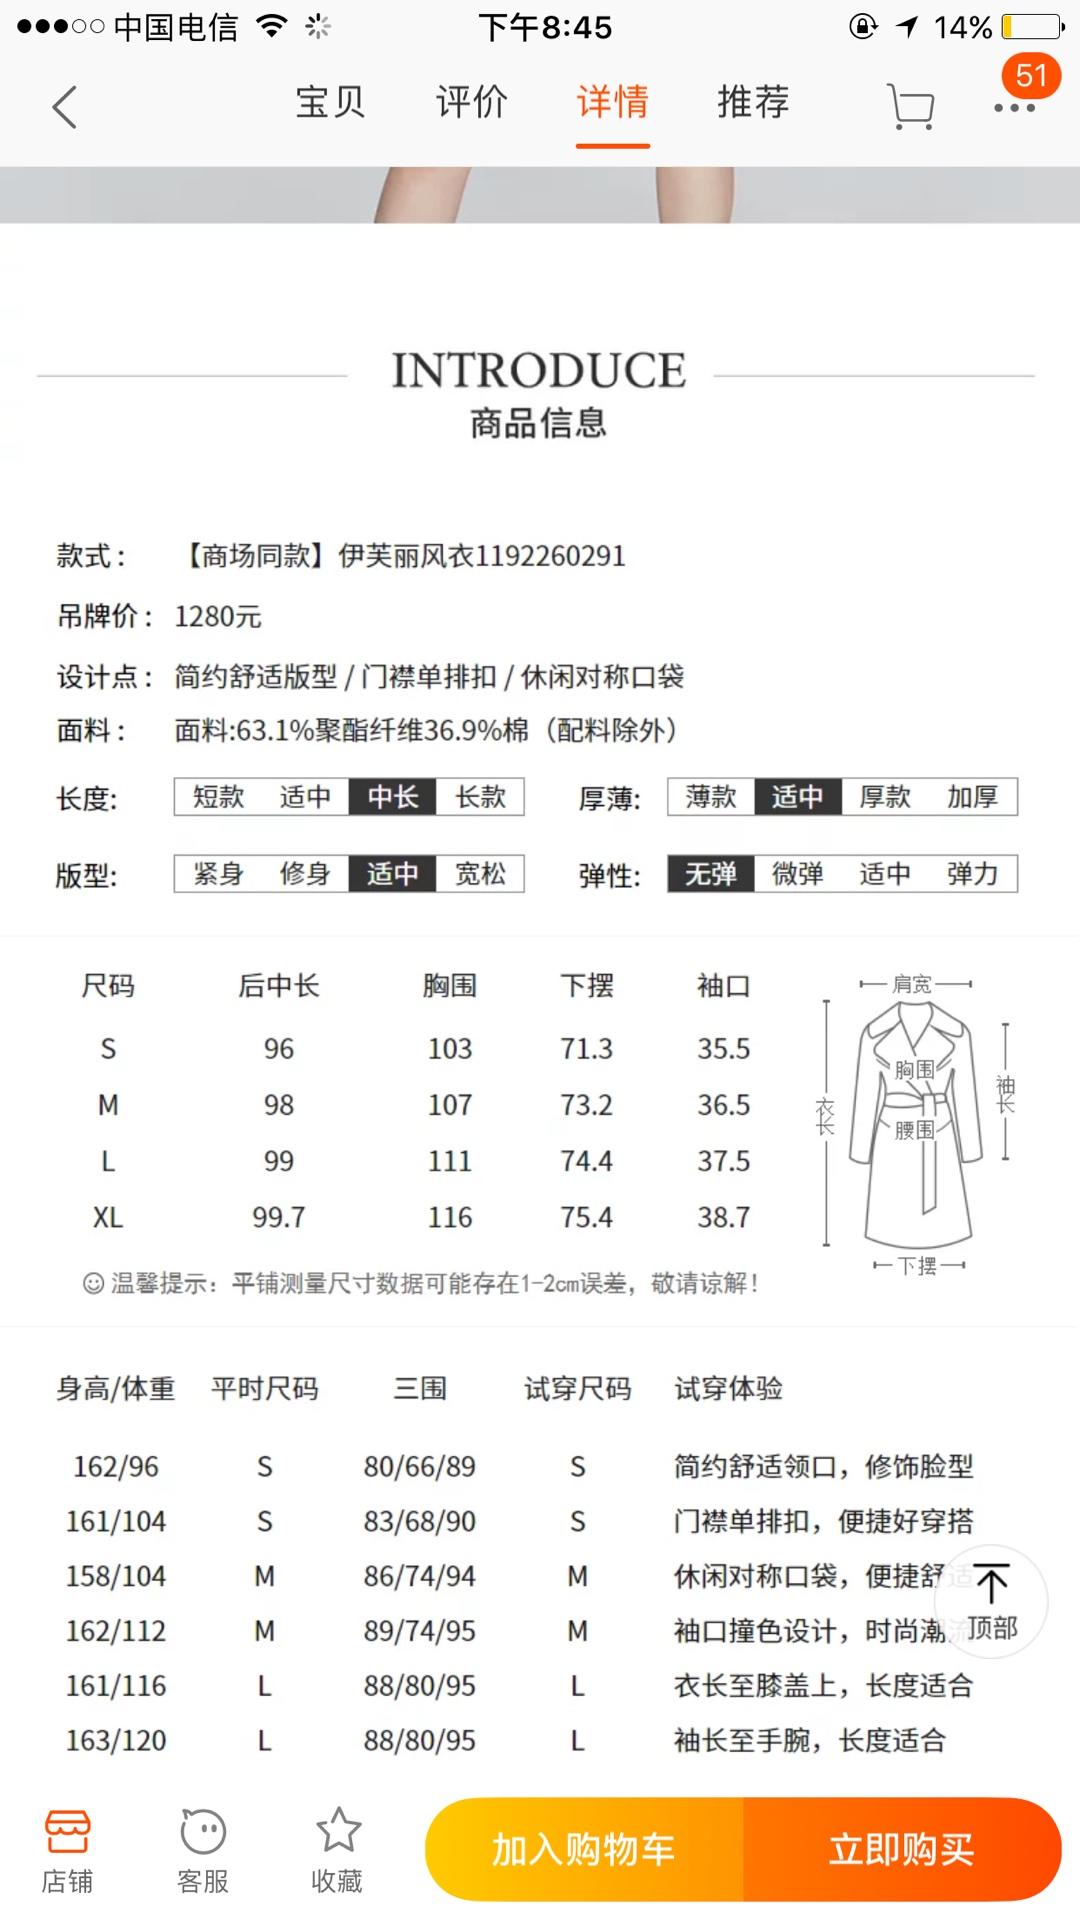 中国电信 下午8:45 14%
宝贝 评价 详情 推荐 51
INTRODUCE
商品信息
款式： 【商场同款】伊芙丽风衣1192260291
吊牌价： 1280元
设计点： 简约舒适版型 / 门襟单排扣 / 休闲对称口袋
面料： 面料:63.1%聚酯纤维36.9%棉（配料除外）
长度: 短款 适中 中长 长款 厚薄: 薄款 适中 厚款 加厚
版型: 紧身 修身 适中 宽松 弹性: 无弹 微弹 适中 弹力
尺码 后中长 胸围 下摆 袖口
S 96 103 71.3 35.5
M 98 107 73.2 36.5
L 99 111 74.4 37.5
XL 99.7 116 75.4 38.7
肩宽
胸围
袖长
衣长
腰围
下摆
温馨提示：平铺测量尺寸数据可能存在1-2cm误差，敬请谅解！
身高/体重 平时尺码 三围 试穿尺码 试穿体验
162/96 S 80/66/89 S 简约舒适领口，修饰脸型
161/104 S 83/68/90 S 门襟单排扣，便捷好穿搭
158/104 M 86/74/94 M 休闲对称口袋，便捷舒适
162/112 M 89/74/95 M 袖口撞色设计，时尚潮流
161/116 L 88/80/95 L 衣长至膝盖上，长度适合
163/120 L 88/80/95 L 袖长至手腕，长度适合
顶部
店铺 客服 收藏 加入购物车 立即购买